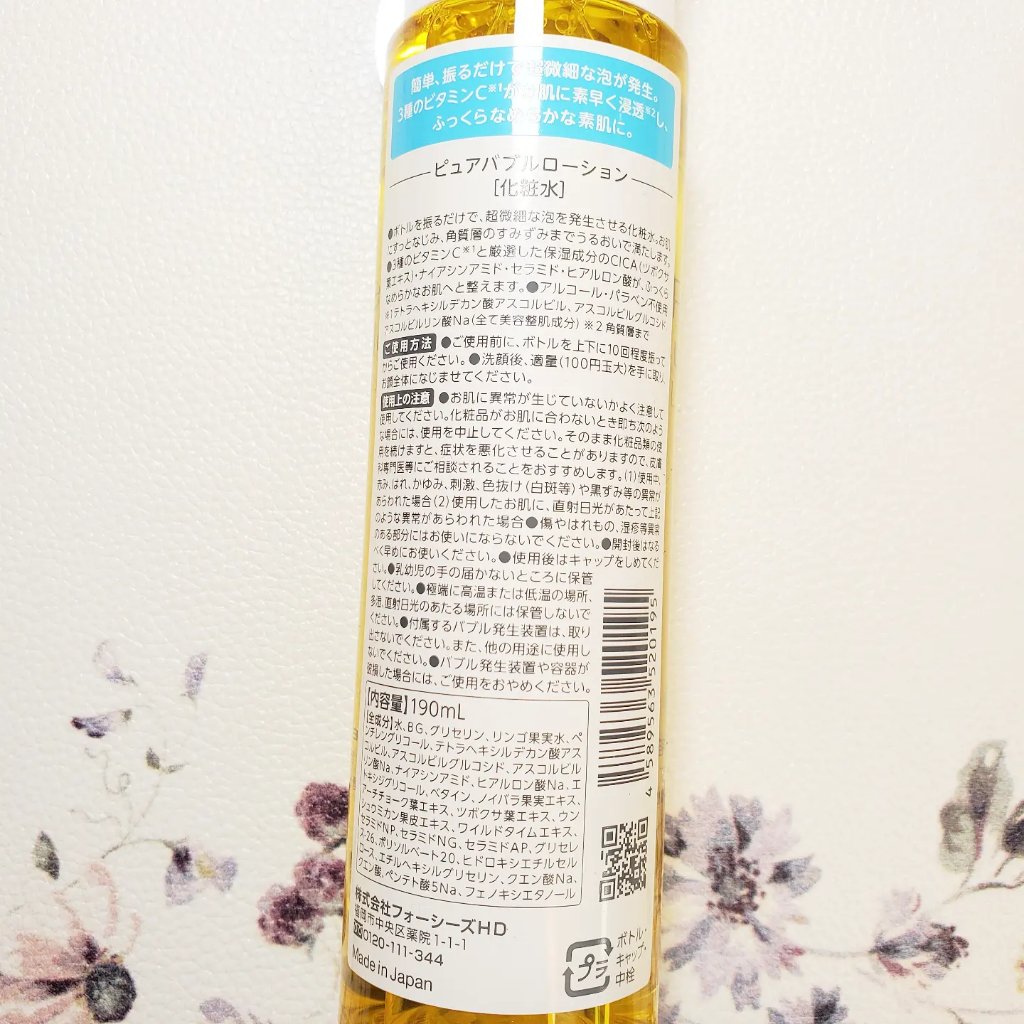 簡単、振るだけで超微細な泡が発生。
3種のビタミンC※1がお肌に素早く浸透※2し、
ふっくらなめらかな素肌に。
ピュアバブルローション
[化粧水]
●ボトルを振るだけで、超微細な泡を発生させる化粧水。お肌
にすっとなじみ、角質層のすみずみまでうるおいで満たします。
●3種のビタミンC※1と厳選した保湿成分のCICA(ツボクサ
葉エキス)・ナイアシンアミド・セラミド・ヒアルロン酸が、ふっくら
なめらかなお肌へと整えます。●アルコール・パラベン不使用
※1テトラヘキシルデカン酸アスコルビル、アスコルビルグルコシド
アスコルビルリン酸Na(全て美容整肌成分) ※2 角質層まで
ご使用方法 ●ご使用前に、ボトルを上下に10回程度振って
からご使用ください。●洗顔後、適量(100円玉大)を手に取り、
お顔全体になじませてください。
使用上の注意 ●お肌に異常が生じていないかよく注意して
使用してください。化粧品がお肌に合わないとき即ち次のよう
な場合には、使用を中止してください。そのまま化粧品類の使
用を続けますと、症状を悪化させることがありますので、皮膚
科専門医等にご相談されることをおすすめします。(1)使用中、
赤み、はれ、かゆみ、刺激、色抜け(白斑等)や黒ずみ等の異常が
あらわれた場合(2)使用したお肌に、直射日光があたって上記
のような異常があらわれた場合●傷やはれもの、湿疹等異常
のある部分にはお使いにならないでください。●開封後はなる
べく早めにお使いください。●使用後はキャップをしめてくだ
さい。●乳幼児の手の届かないところに保管
してください。●極端に高温または低温の場所、
多湿、直射日光のあたる場所には保管しないで
ください。●付属するバブル発生装置は、取り
出さないでください。また、他の用途に使用し
ないでください。●バブル発生装置や容器が
破損した場合には、ご使用をおやめください。
【内容量】190mL
【全成分】水、BG、グリセリン、リンゴ果実水、ペ
ンチレングリコール、テトラヘキシルデカン酸アス
コルビル、アスコルビルグルコシド、アスコルビル
リン酸Na、ナイアシンアミド、ヒアルロン酸Na、エ
トキシジグリコール、ベタイン、ノイバラ果実エキス、
アーチチョーク葉エキス、ツボクサ葉エキス、ウン
シュウミカン果皮エキス、ワイルドタイムエキス、
セラミドNP、セラミドNG、セラミドAP、グリセレ
ス-26、ポリソルベート20、ヒドロキシエチルセル
ロース、エチルヘキシルグリセリン、クエン酸Na、
クエン酸、ペンテト酸5Na、フェノキシエタノール
株式会社フォーシーズHD
福岡市中央区薬院1-1-1
0120-111-344
Made in Japan
4 589563 520195
プラ
ボトル・
キャップ・
中栓